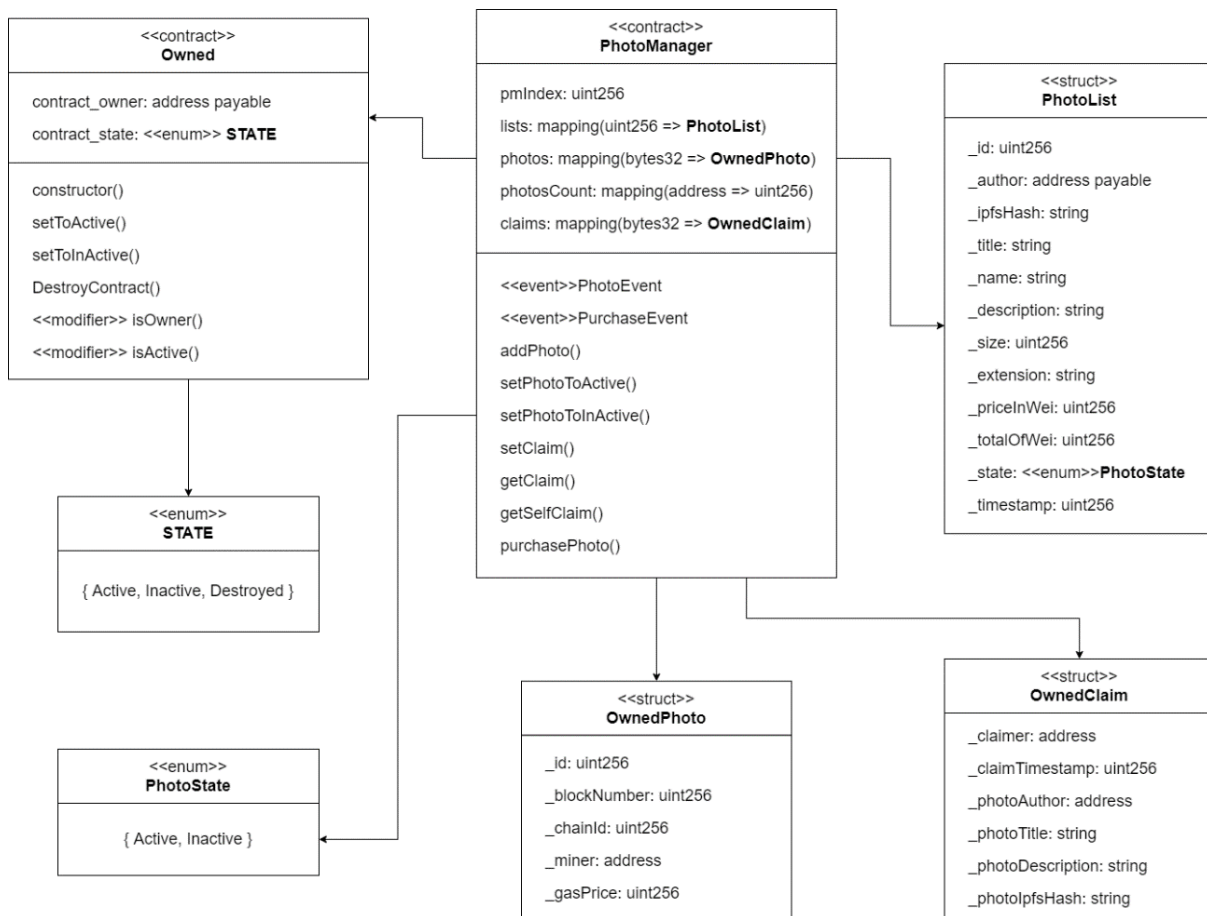 <<contract>>
Owned
contract_owner: address payable
contract_state: <<enum>> STATE
constructor()
setToActive()
setToInActive()
DestroyContract()
<<modifier>> isOwner()
<<modifier>> isActive()
<<contract>>
PhotoManager
pmIndex: uint256
lists: mapping(uint256 => PhotoList)
photos: mapping(bytes32 => OwnedPhoto)
photosCount: mapping(address => uint256)
claims: mapping(bytes32 => OwnedClaim)
<<event>>PhotoEvent
<<event>>PurchaseEvent
addPhoto()
setPhotoToActive()
setPhotoToInActive()
setClaim()
getClaim()
getSelfClaim()
purchasePhoto()
<<struct>>
PhotoList
_id: uint256
_author: address payable
_ipfsHash: string
_title: string
_name: string
_description: string
_size: uint256
_extension: string
_priceInWei: uint256
_totalOfWei: uint256
_state: <<enum>>PhotoState
_timestamp: uint256
<<enum>>
STATE
{ Active, Inactive, Destroyed }
<<enum>>
PhotoState
{ Active, Inactive }
<<struct>>
OwnedPhoto
_id: uint256
_blockNumber: uint256
_chainId: uint256
_miner: address
_gasPrice: uint256
<<struct>>
OwnedClaim
_claimer: address
_claimTimestamp: uint256
_photoAuthor: address
_photoTitle: string
_photoDescription: string
_photoIpfsHash: string